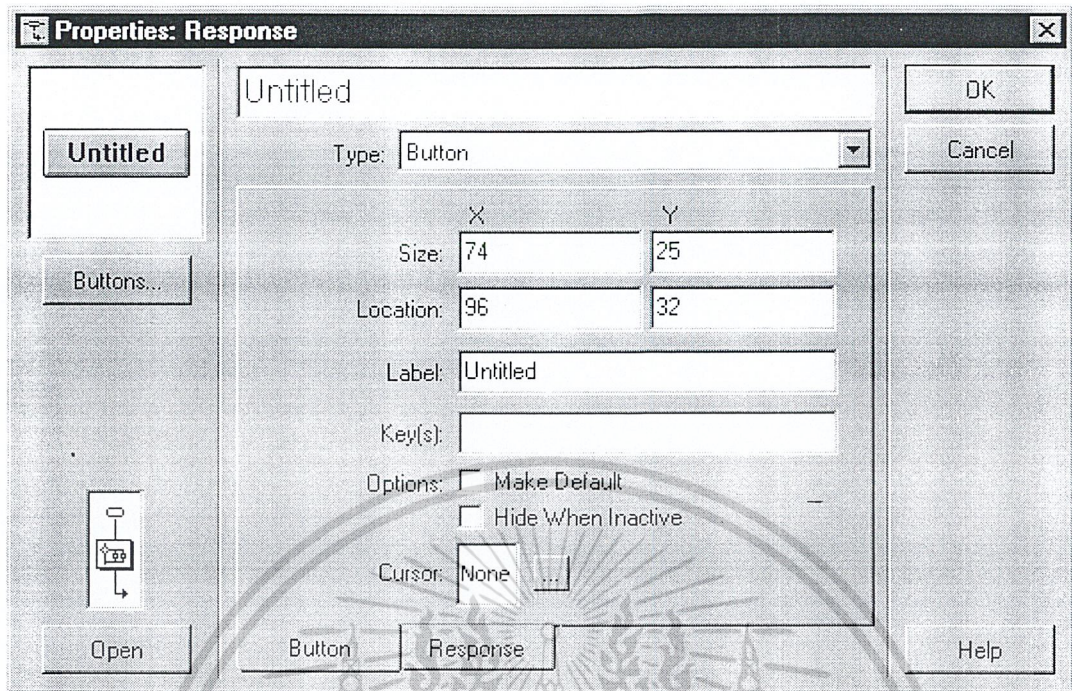 Properties: Response
Untitled
OK
Untitled
Type: Button
Cancel
X Y
Size: 74 25
Buttons...
Location: 96 32
Label: Untitled
Key(s):
Options: Make Default
Hide When Inactive
Cursor: None ...
Open
Button
Response
Help